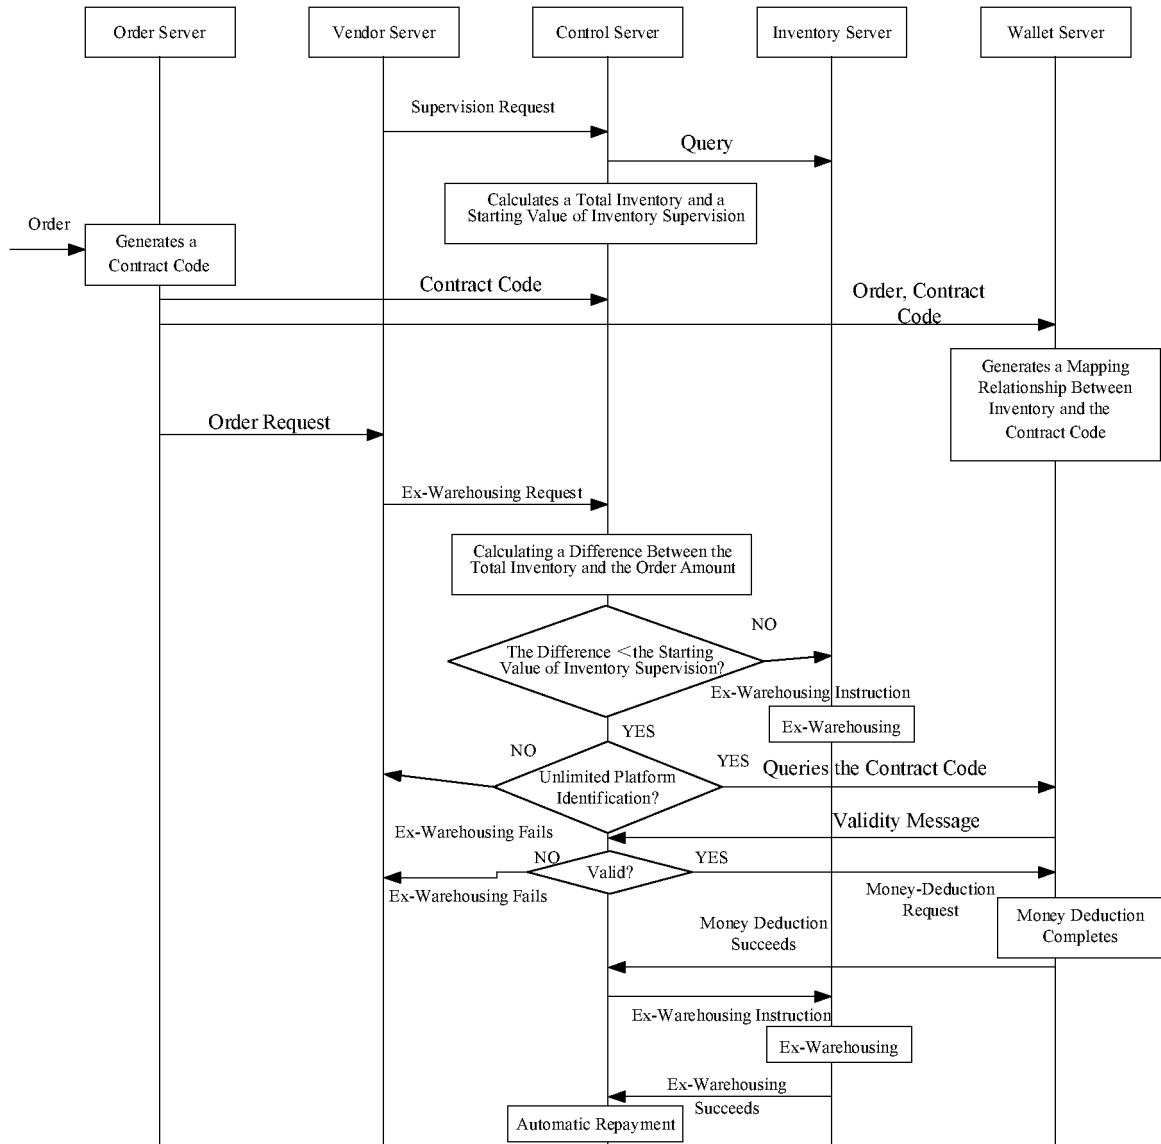 Order Server
Vendor Server
Control Server
Inventory Server
Wallet Server
Supervision Request
Query
Calculates a Total Inventory and a
Starting Value of Inventory Supervision
Order
Generates a
Contract Code
Contract Code
Order, Contract
Code
Generates a Mapping
Relationship Between
Inventory and the
Contract Code
Order Request
Ex-Warehousing Request
Calculating a Difference Between the
Total Inventory and the Order Amount
NO
The Difference <the Starting
Value of Inventory Supervision?
Ex-Warehousing Instruction
Ex-Warehousing
YES
NO
YES
Queries the Contract Code
Unlimited Platform
Identification?
Validity Message
Ex-Warehousing Fails
NO
YES
Valid?
Ex-Warehousing Fails
Money-Deduction
Request
Money Deduction
Completes
Money Deduction
Succeeds
Ex-Warehousing Instruction
Ex-Warehousing
Ex-Warehousing
Succeeds
Automatic Repayment